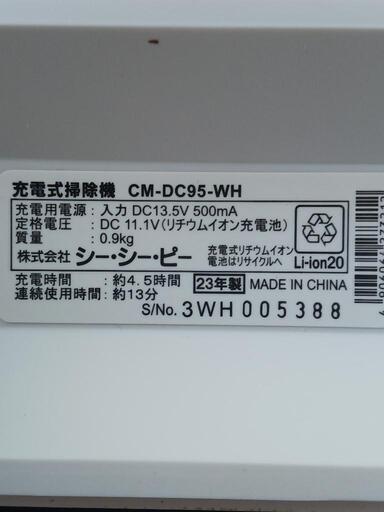 充電式掃除機 CM-DC95-WH
充電用電源：入力 DC13.5V 500mA
定格電圧：DC 11.1V(リチウムイオン充電池)
質量：0.9kg
株式会社 シー・シー・ピー
充電式リチウムイオン
電池はリサイクルへ
Li-ion20
充電時間：約4.5時間
連続使用時間：約13分
23年製 MADE IN CHINA
S/No. 3WH005388